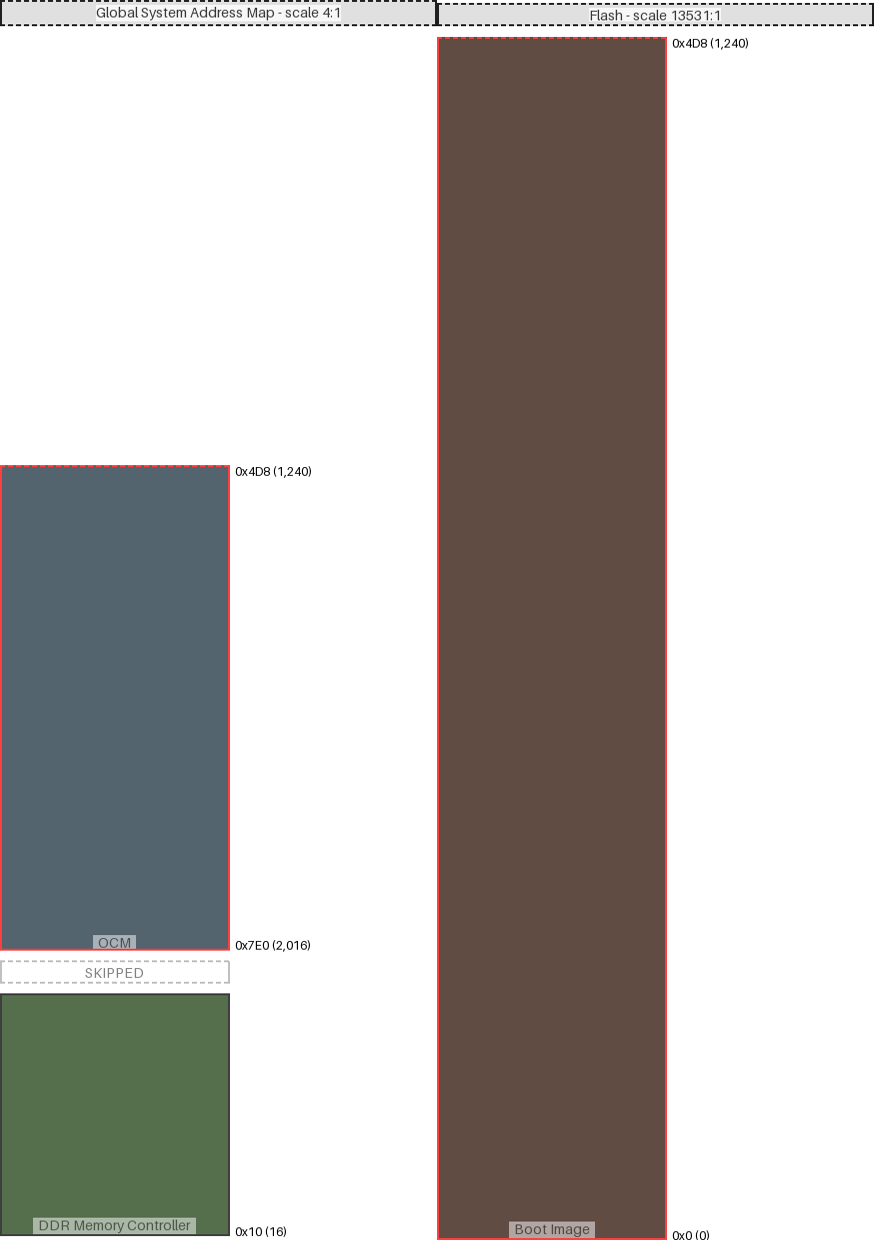 Global System Address Map - scale 4:1
Flash - scale 13531:1
0x4D8 (1,240)
0x4D8 (1,240)
OCM
0x7E0 (2,016)
SKIPPED
DDR Memory Controller
0x10 (16)
Boot Image
0x0 (0)